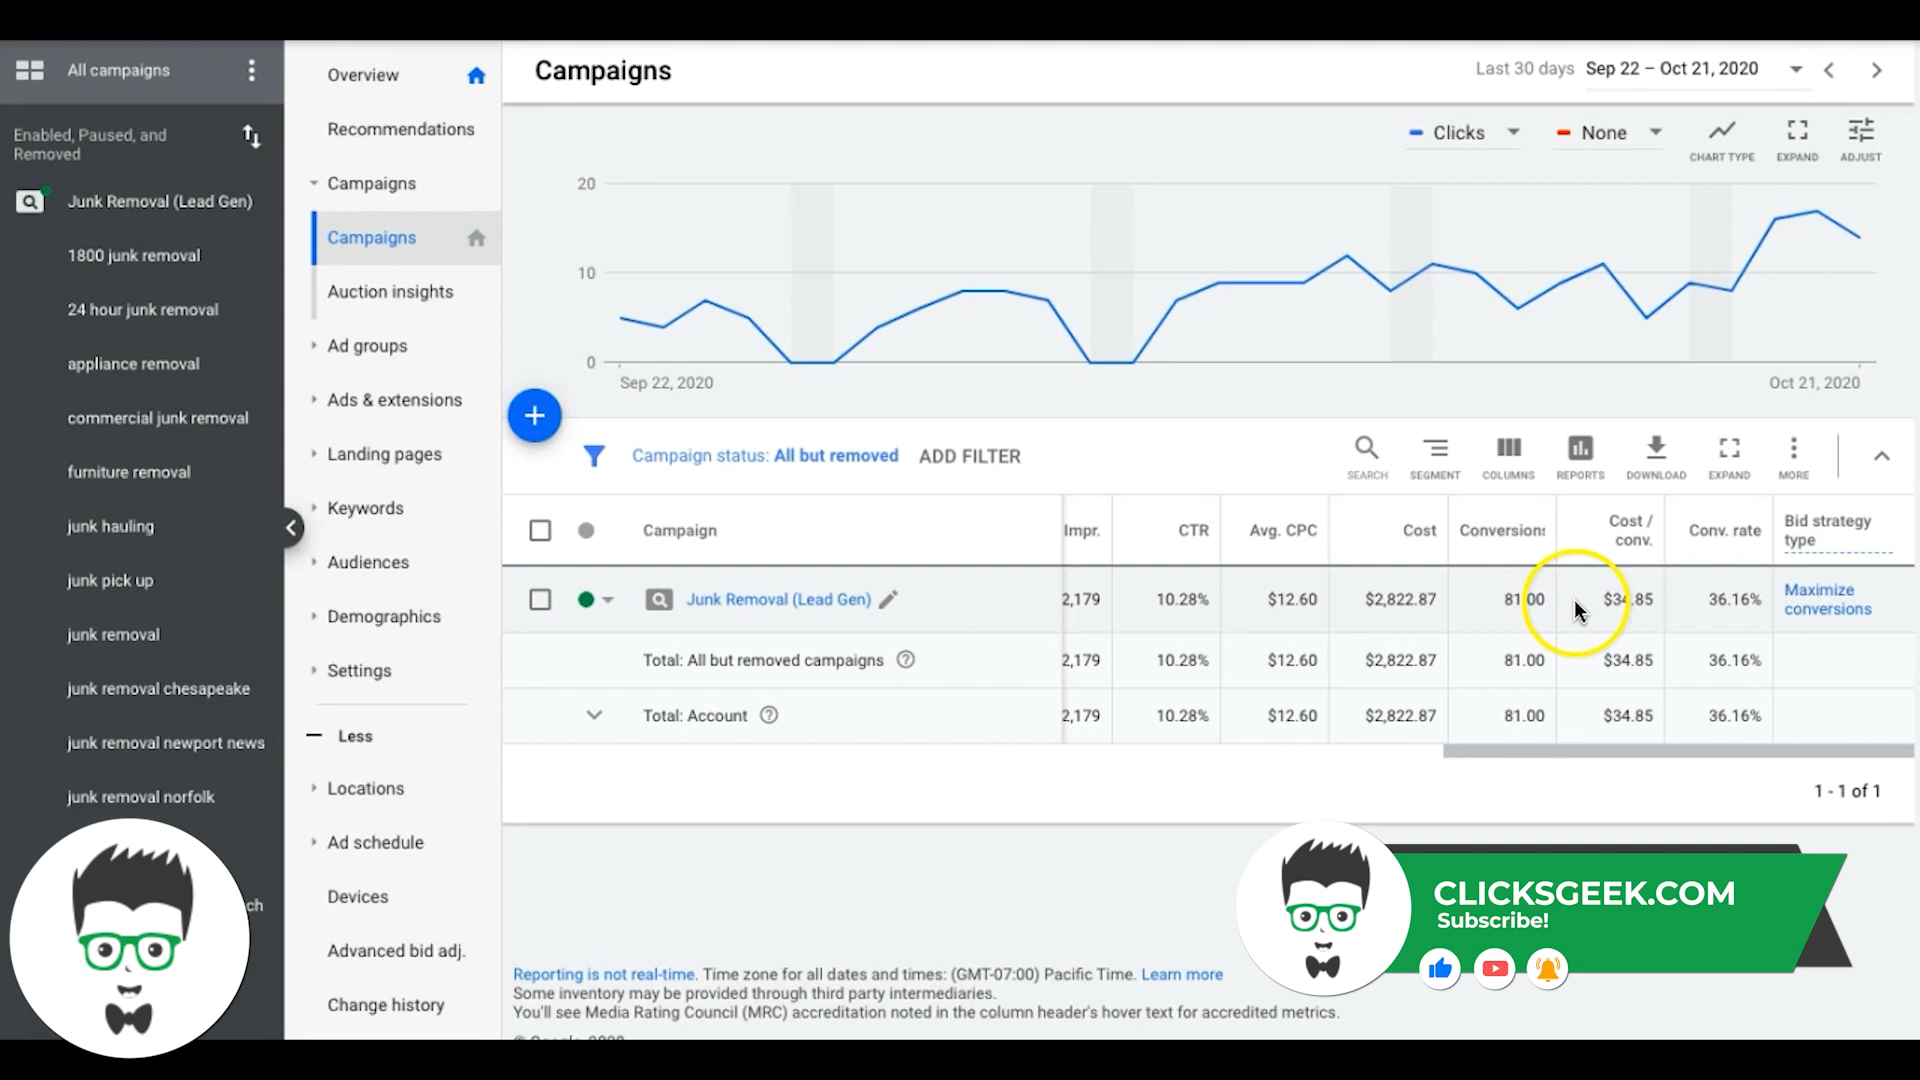 All campaigns
Enabled, Paused, and
Removed
Junk Removal (Lead Gen)
1800 junk removal
24 hour junk removal
appliance removal
commercial junk removal
furniture removal
junk hauling
junk pick up
junk removal
junk removal chesapeake
junk removal newport news
junk removal norfolk
ch
Overview
Recommendations
Campaigns
Campaigns
Auction insights
Ad groups
Ads & extensions
Landing pages
Keywords
Audiences
Demographics
Settings
Less
Locations
Ad schedule
Devices
Advanced bid adj.
Change history
Campaigns
Last 30 days Sep 22 – Oct 21, 2020
Clicks
None
CHART TYPE
EXPAND
ADJUST
20
10
0
Sep 22, 2020
Oct 21, 2020
Campaign status: All but removed
ADD FILTER
SEARCH
SEGMENT
COLUMNS
REPORTS
DOWNLOAD
EXPAND
MORE
Campaign Impr. CTR Avg. CPC Cost Conversions Cost / conv. Conv. rate Bid strategy type
Junk Removal (Lead Gen) 2,179 10.28% $12.60 $2,822.87 81.00 $34.85 36.16% Maximize conversions
Total: All but removed campaigns 2,179 10.28% $12.60 $2,822.87 81.00 $34.85 36.16%
Total: Account 2,179 10.28% $12.60 $2,822.87 81.00 $34.85 36.16%
1 - 1 of 1
Reporting is not real-time. Time zone for all dates and times: (GMT-07:00) Pacific Time. Learn more
Some inventory may be provided through third party intermediaries.
You'll see Media Rating Council (MRC) accreditation noted in the column header's hover text for accredited metrics.
CLICKSGEEK.COM
Subscribe!